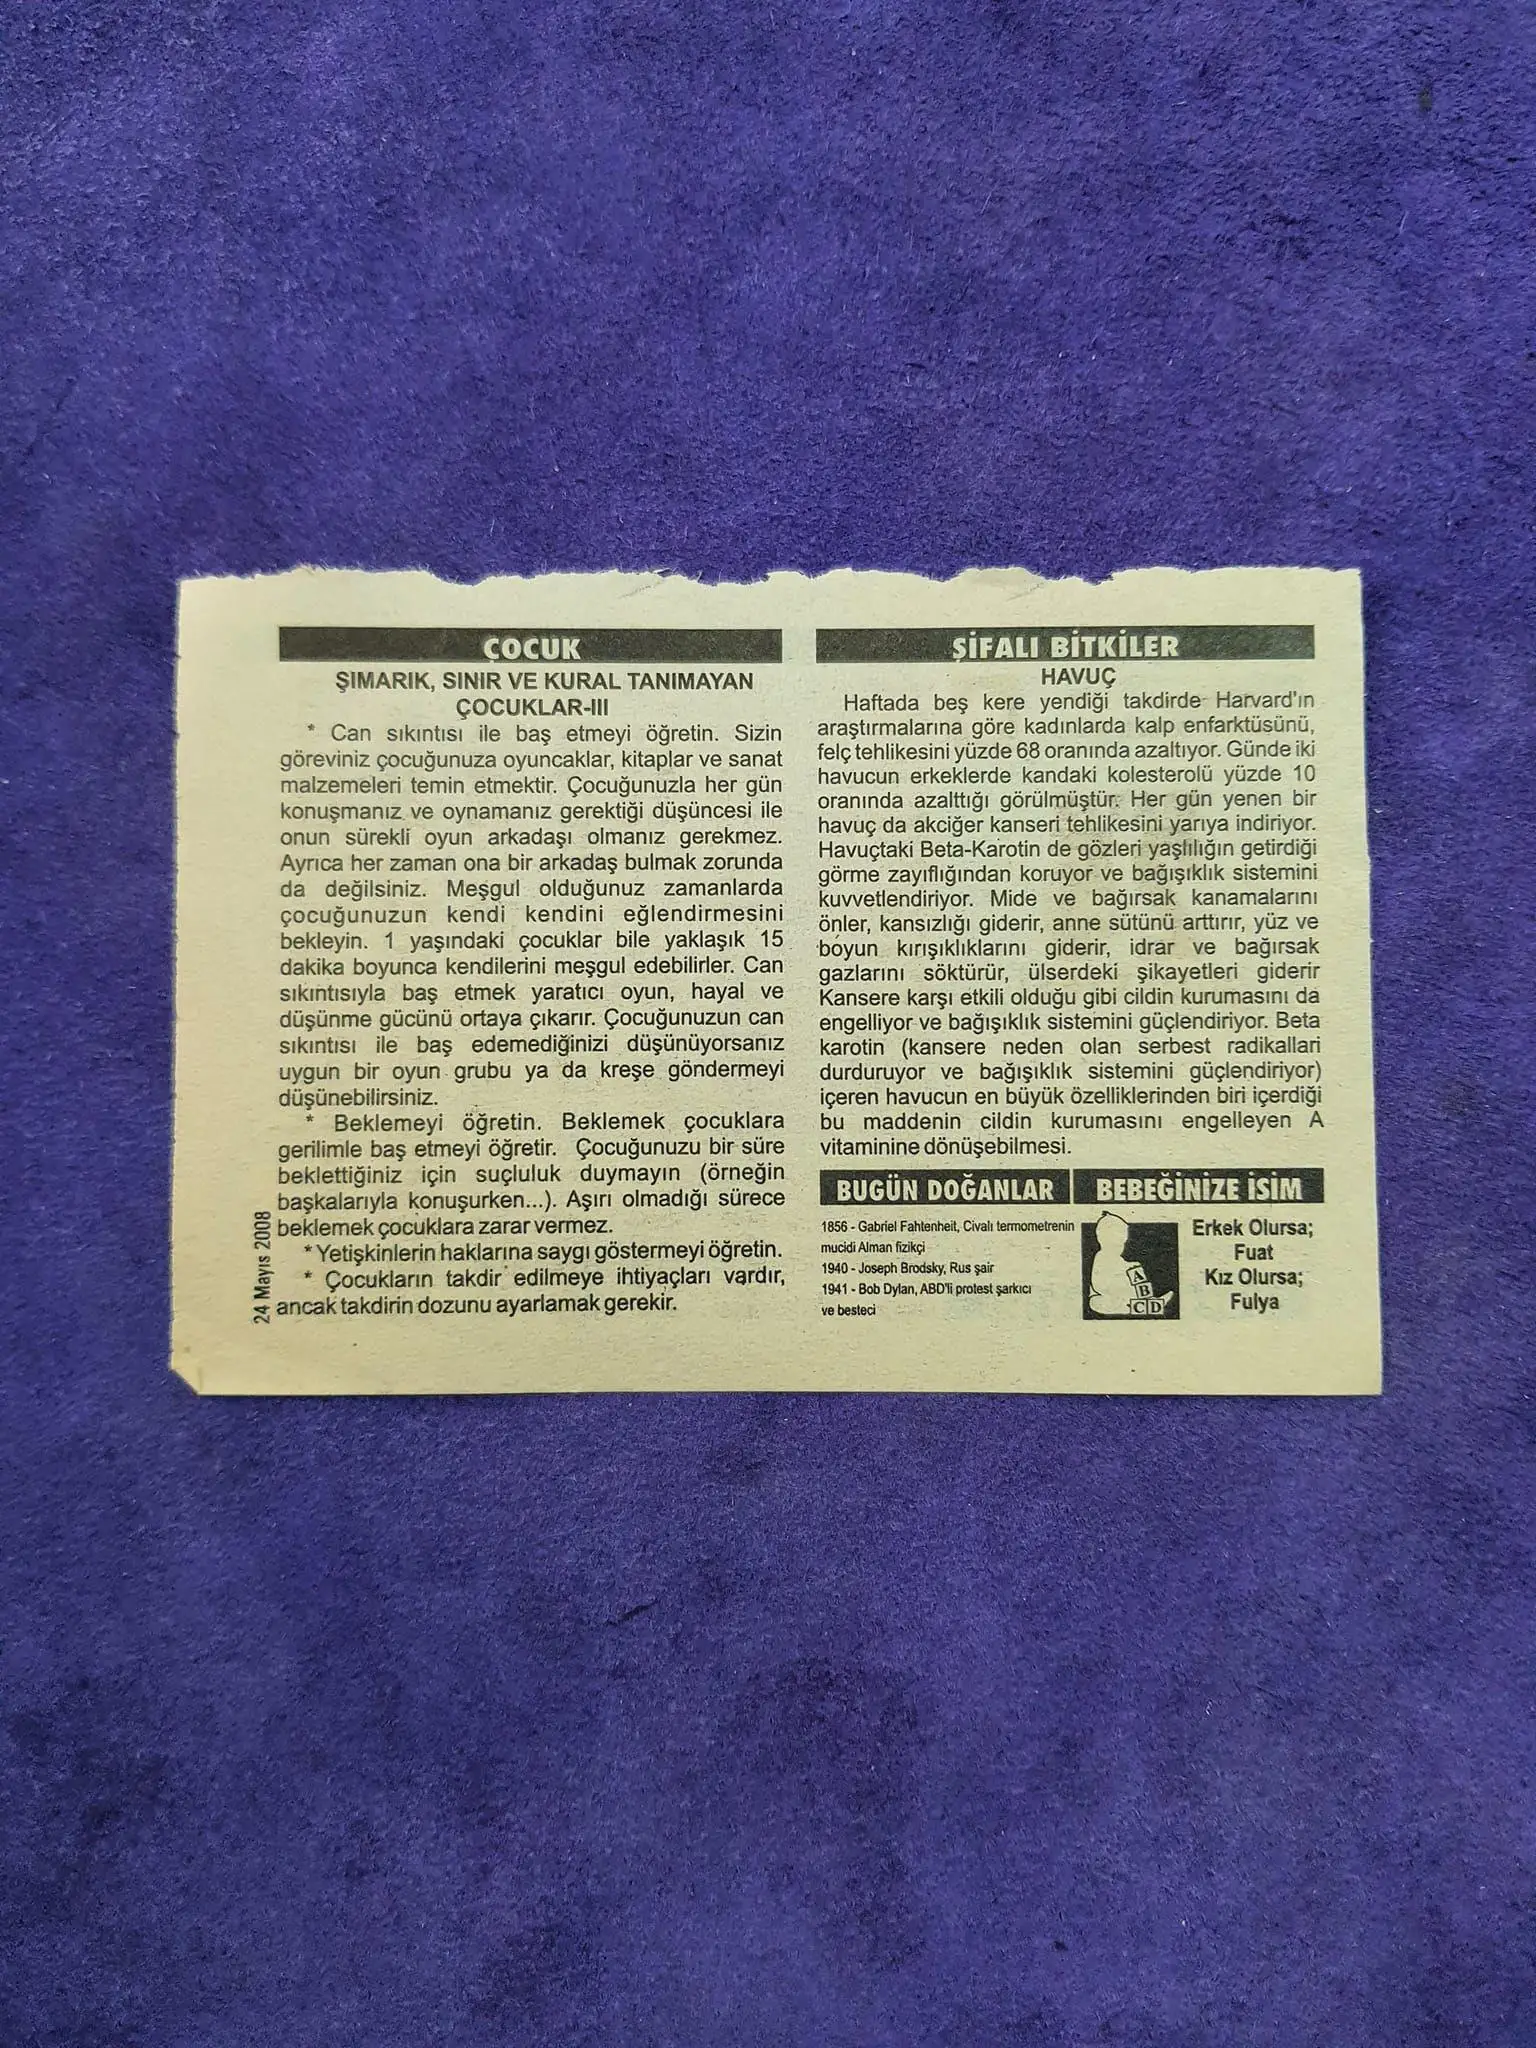 ÇOCUK
ŞIMARIK, SINIR VE KURAL TANIMAYAN
ÇOCUKLAR-III
* Can sıkıntısı ile baş etmeyi öğretin. Sizin
göreviniz çocuğunuza oyuncaklar, kitaplar ve sanat
malzemeleri temin etmektir. Çocuğunuzla her gün
konuşmanız ve oynamanız gerektiği düşüncesi ile
onun sürekli oyun arkadaşı olmanız gerekmez.
Ayrıca her zaman ona bir arkadaş bulmak zorunda
da değilsiniz. Meşgul olduğunuz zamanlarda
çocuğunuzun kendi kendini eğlendirmesini
bekleyin. 1 yaşındaki çocuklar bile yaklaşık 15
dakika boyunca kendilerini meşgul edebilirler. Can
sıkıntısıyla baş etmek yaratıcı oyun, hayal ve
düşünme gücünü ortaya çıkarır. Çocuğunuzun can
sıkıntısı ile baş edemediğinizi düşünüyorsanız
uygun bir oyun grubu ya da kreşe göndermeyi
düşünebilirsiniz.
* Beklemeyi öğretin. Beklemek çocuklara
gerilimle baş etmeyi öğretir. Çocuğunuzu bir süre
beklettiğiniz için suçluluk duymayın (örneğin
başkalarıyla konuşurken...). Aşırı olmadığı sürece
beklemek çocuklara zarar vermez.
* Yetişkinlerin haklarına saygı göstermeyi öğretin.
* Çocukların takdir edilmeye ihtiyaçları vardır,
ancak takdirin dozunu ayarlamak gerekir.
24 Mayıs 2008
ŞİFALI BİTKİLER
HAVUÇ
Haftada beş kere yendiği takdirde Harvard'ın
araştırmalarına göre kadınlarda kalp enfarktüsünü,
felç tehlikesini yüzde 68 oranında azaltıyor. Günde iki
havucun erkeklerde kandaki kolesterolü yüzde 10
oranında azalttığı görülmüştür. Her gün yenen bir
havuç da akciğer kanseri tehlikesini yarıya indiriyor.
Havuçtaki Beta-Karotin de gözleri yaşlılığın getirdiği
görme zayıflığından koruyor ve bağışıklık sistemini
kuvvetlendiriyor. Mide ve bağırsak kanamalarını
önler, kansızlığı giderir, anne sütünü arttırır, yüz ve
boyun kırışıklıklarını giderir, idrar ve bağırsak
gazlarını söktürür, ülserdeki şikayetleri giderir
Kansere karşı etkili olduğu gibi cildin kurumasını da
engelliyor ve bağışıklık sistemini güçlendiriyor. Beta
karotin (kansere neden olan serbest radikallari
durduruyor ve bağışıklık sistemini güçlendiriyor)
içeren havucun en büyük özelliklerinden biri içerdiği
bu maddenin cildin kurumasını engelleyen A
vitaminine dönüşebilmesi.
BUGÜN DOĞANLAR
1856 - Gabriel Fahtenheit, Civalı termometrenin
mucidi Alman fizikçi
1940 - Joseph Brodsky, Rus şair
1941 - Bob Dylan, ABD'li protest şarkıcı
ve besteci
BEBEĞİNİZE İSİM
A
B
C D
Erkek Olursa;
Fuat
Kız Olursa;
Fulya